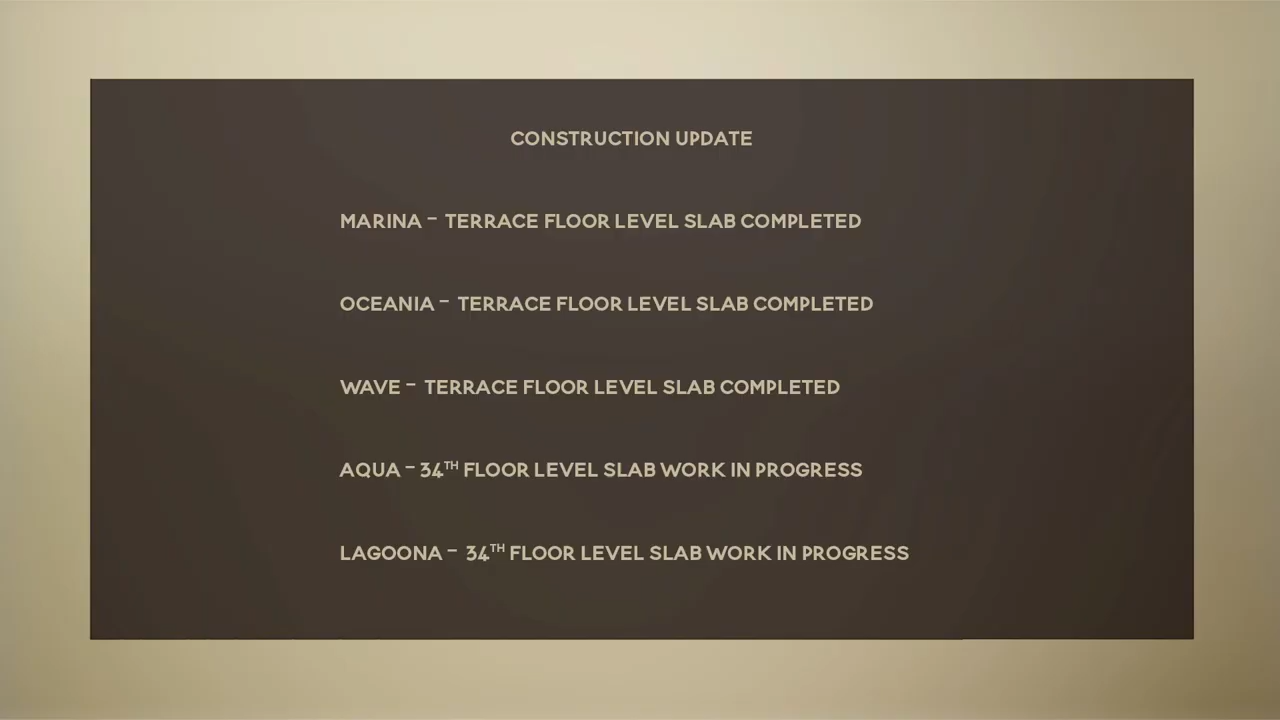 CONSTRUCTION UPDATE
MARINA – TERRACE FLOOR LEVEL SLAB COMPLETED
OCEANIA – TERRACE FLOOR LEVEL SLAB COMPLETED
WAVE – TERRACE FLOOR LEVEL SLAB COMPLETED
AQUA – 34TH FLOOR LEVEL SLAB WORK IN PROGRESS
LAGOONA – 34TH FLOOR LEVEL SLAB WORK IN PROGRESS